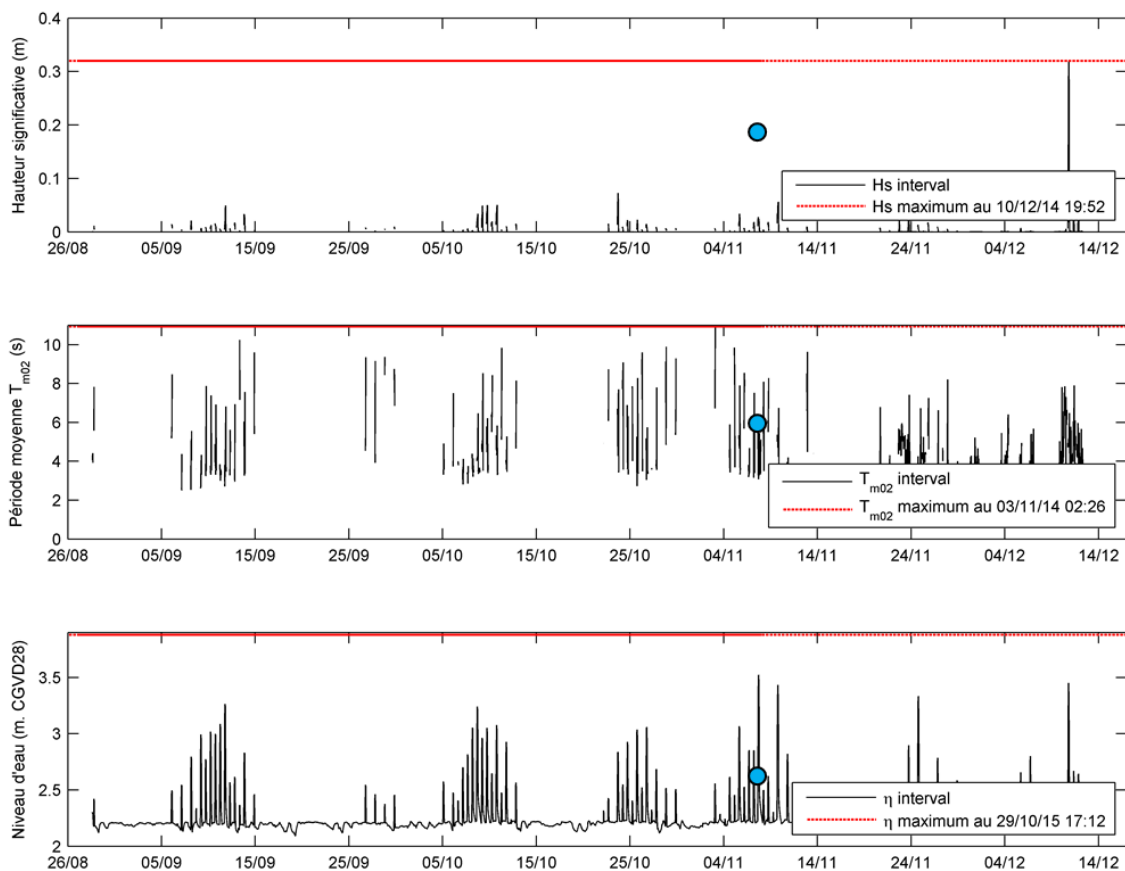 Hauteur significative (m)
0.4
0.3
0.2
0.1
0
Hs interval
Hs maximum au 10/12/14 19:52
26/08 05/09 15/09 25/09 05/10 15/10 25/10 04/11 14/11 24/11 04/12 14/12
Période moyenne Tm02 (s)
10
8
6
4
2
0
Tm02 interval
Tm02 maximum au 03/11/14 02:26
26/08 05/09 15/09 25/09 05/10 15/10 25/10 04/11 14/11 24/11 04/12 14/12
Niveau d'eau (m. CGVD28)
3.5
3
2.5
2
η interval
η maximum au 29/10/15 17:12
26/08 05/09 15/09 25/09 05/10 15/10 25/10 04/11 14/11 24/11 04/12 14/12